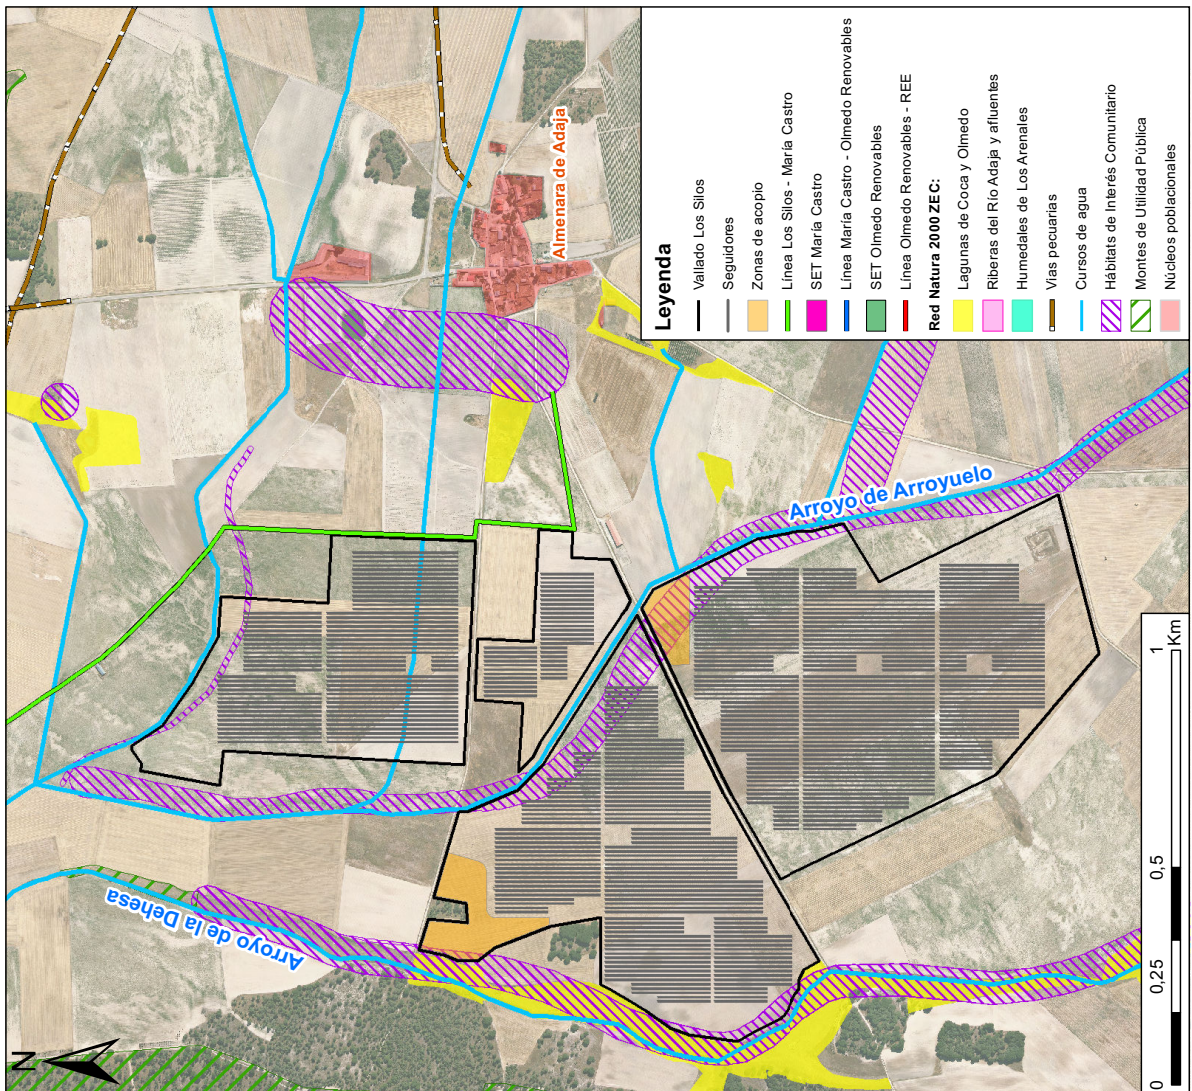 Leyenda
Vallado Los Silos
Seguidores
Zonas de acopio
Línea Los Silos - María Castro
SET María Castro
Línea María Castro - Olmedo Renovables
SET Olmedo Renovables
Línea Olmedo Renovables - REE
Red Natura 2000 ZEC:
Lagunas de Coca y Olmedo
Riberas del Río Adaja y afluentes
Humedales de Los Arenales
Vías pecuarias
Cursos de agua
Hábitats de Interés Comunitario
Montes de Utilidad Pública
Núcleos poblacionales
Almenara de Adaja
Arroyo de Arroyuelo
Arroyo de la Dehesa
N
0 0,25 0,5 1
Km